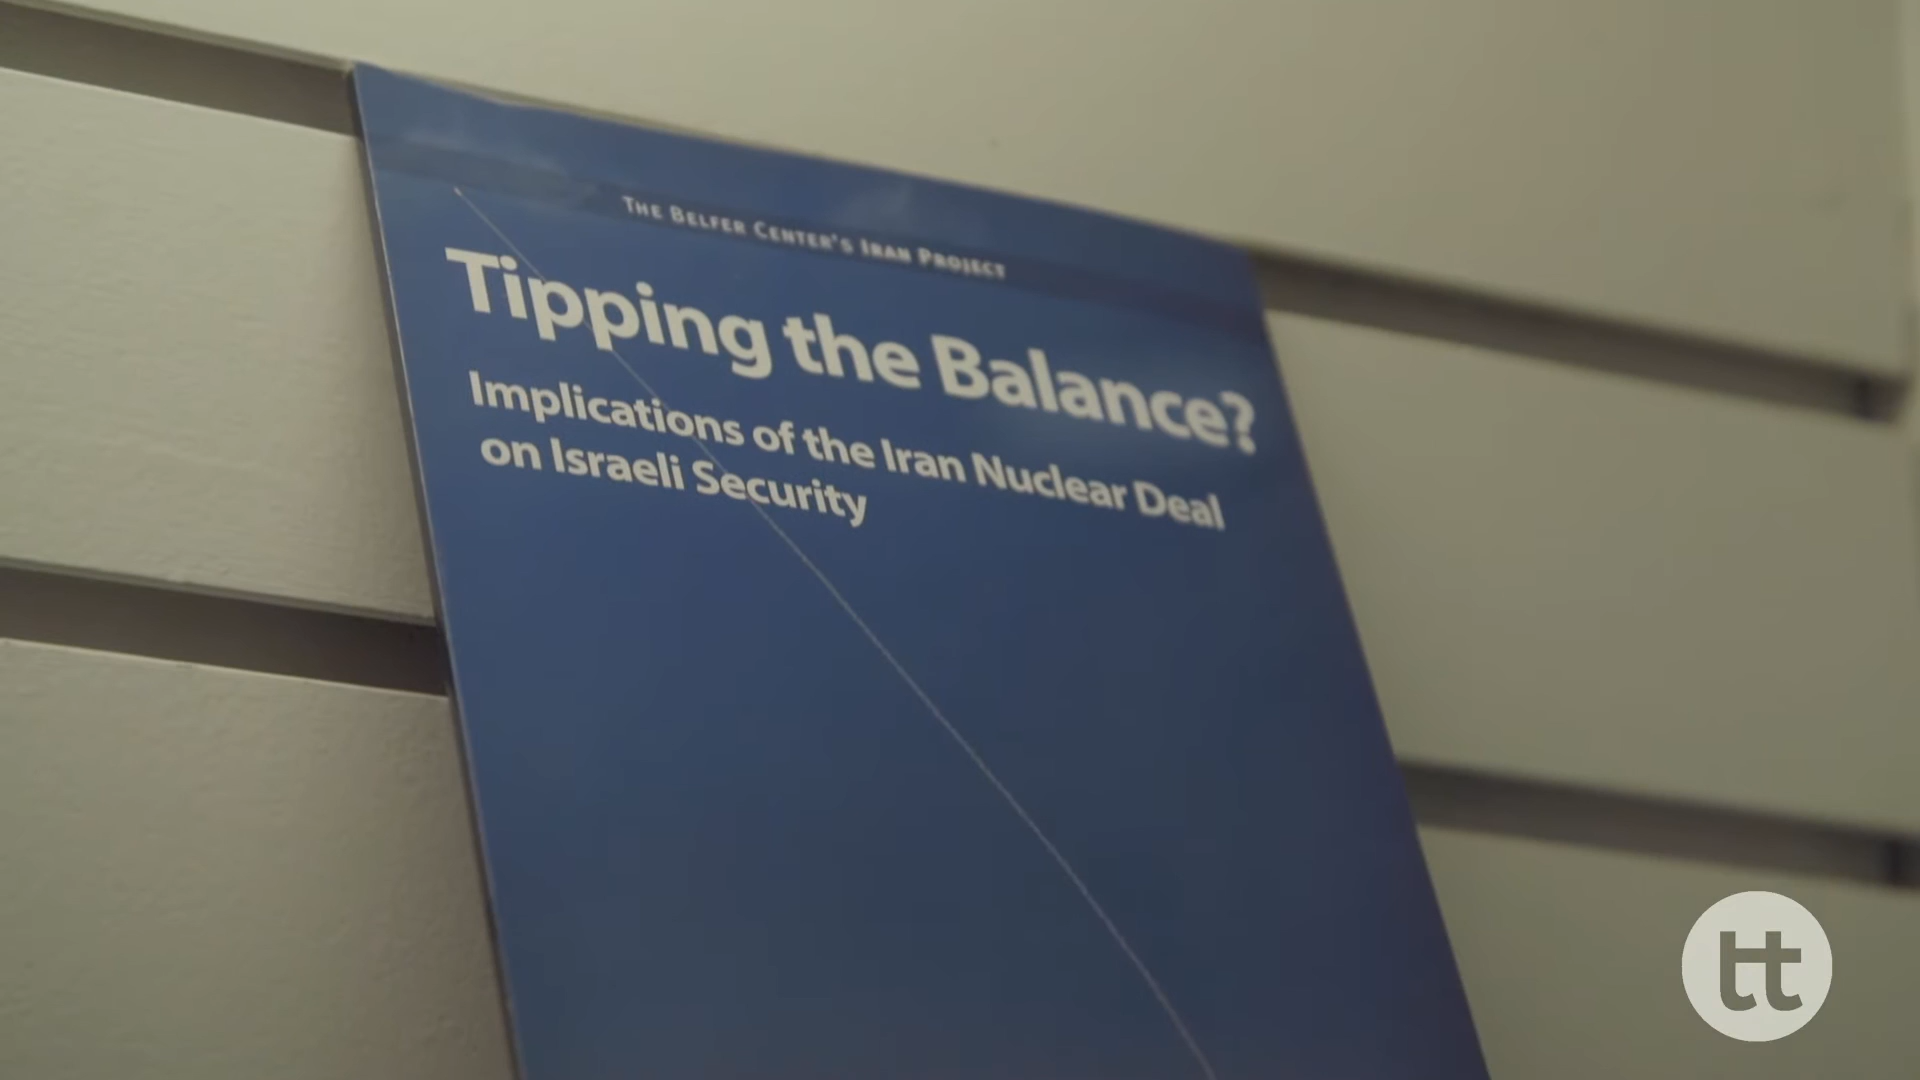 THE BELFER CENTER'S IRAN PROJECT
Tipping the Balance?
Implications of the Iran Nuclear Deal
on Israeli Security
tt